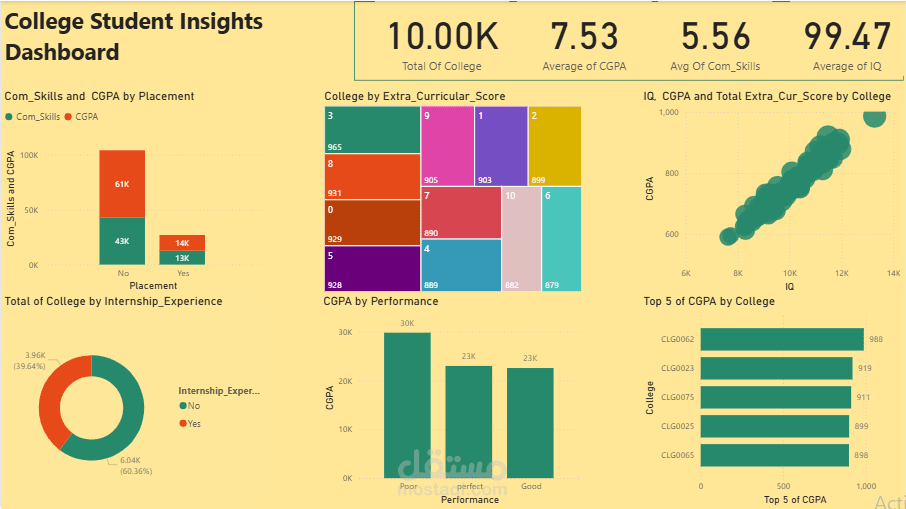 College Student Insights
Dashboard
10.00K
Total Of College
7.53
Average of CGPA
5.56
Avg Of Com_Skills
99.47
Average of IQ
Com_Skills and CGPA by Placement
Com_Skills
CGPA
Com_Skills and CGPA
100K
50K
0K
61K
43K
14K
13K
No
Yes
Placement
College by Extra_Curricular_Score
3
965
8
931
0
929
5
928
9
905
1
903
2
899
7
890
4
889
10
882
6
879
IQ, CGPA and Total Extra_Cur_Score by College
CGPA
1,000
800
600
6K
8K
10K
12K
14K
IQ
Total of College by Internship_Experience
3.96K
(39.64%)
6.04K
(60.36%)
Internship_Exper...
No
Yes
CGPA by Performance
CGPA
30K
20K
10K
0K
30K
23K
23K
Poor
perfect
Good
Performance
مستقل
mostaql.com
Top 5 of CGPA by College
College
CLG0062
988
CLG0023
919
CLG0075
911
CLG0025
899
CLG0065
898
0
500
1,000
Top 5 of CGPA
Acti